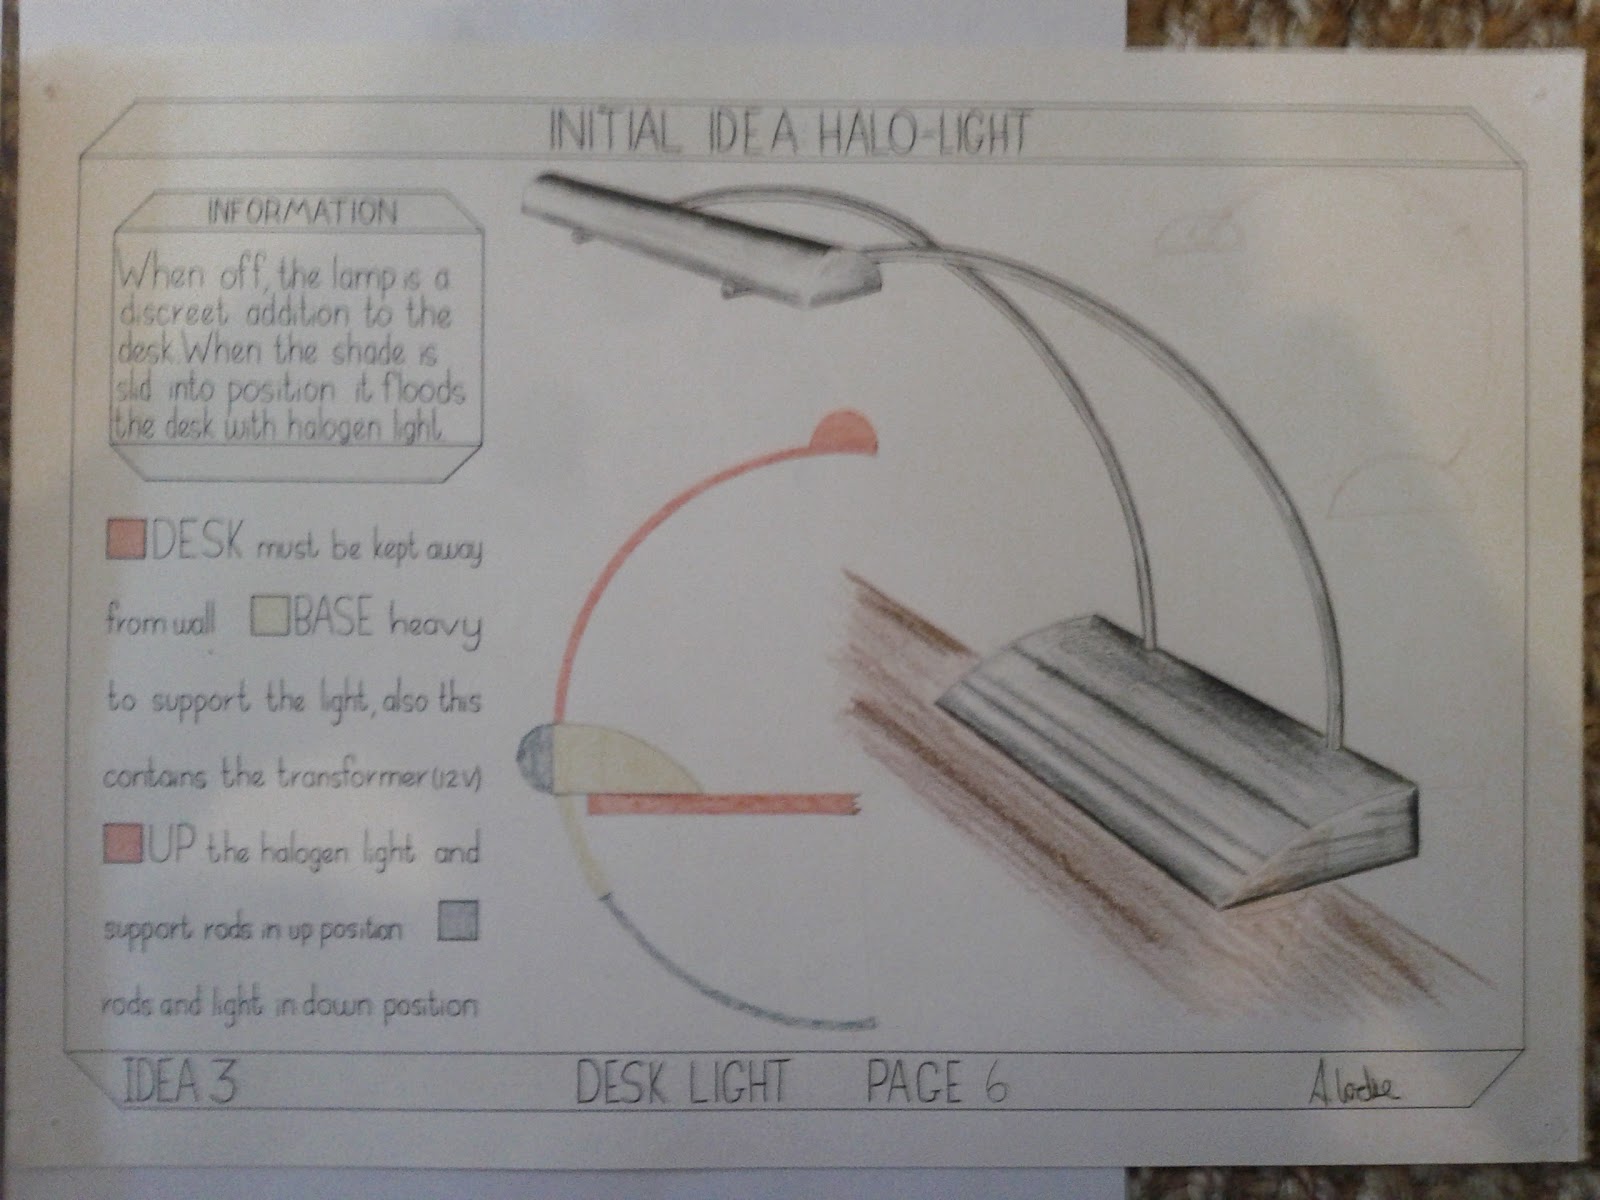 INITIAL IDEA HALO-LIGHT
INFORMATION
When off, the lamp is a
discreet addition to the
desk. When the shade is
slid into position it floods
the desk with halogen light
DESK must be kept away
from wall BASE heavy
to support the light, also this
contains the transformer (12V)
UP the halogen light and
support rods in up position
rods and light in down position
IDEA 3 DESK LIGHT PAGE 6